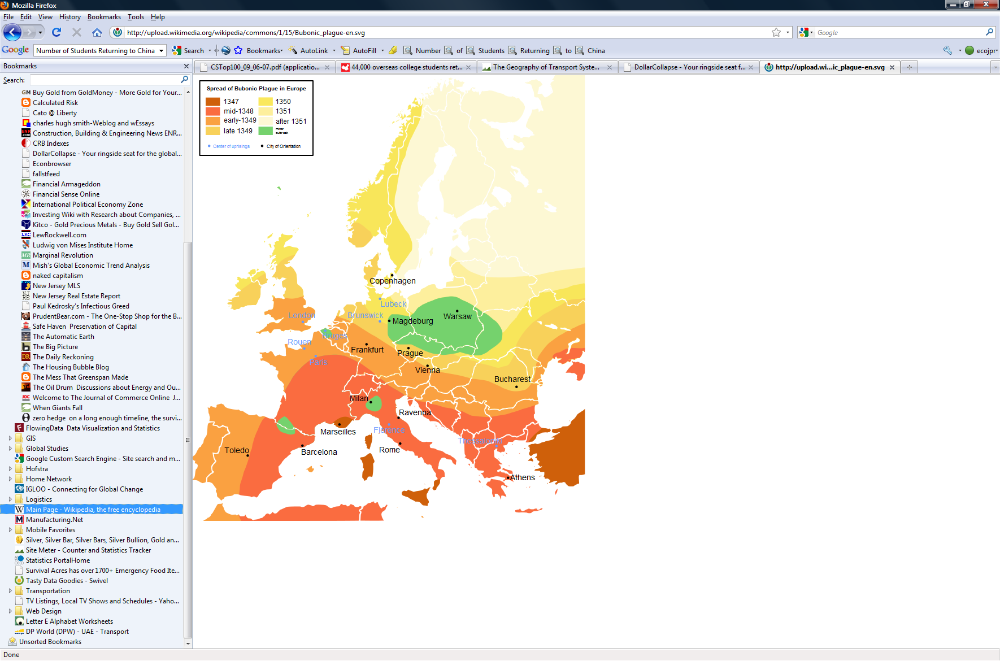 Mozilla Firefox
File Edit View History Bookmarks Tools Help
http://upload.wikimedia.org/wikipedia/commons/1/15/Bubonic_plague-en.svg
Google
Google Number of Students Returning to China Search Bookmarks AutoLink AutoFill Number of Students Returning to China ecojpr
Bookmarks
CSTop100_09_06-07.pdf (applicatio...
44,000 overseas college students ret...
The Geography of Transport Syste...
DollarCollapse - Your ringside seat f...
http://upload.wi...ic_plague-en.svg
Search:
GM Buy Gold from GoldMoney - More Gold for Your...
Calculated Risk
Cato @ Liberty
charles hugh smith-Weblog and wEssays
Construction, Building & Engineering News ENR...
CRB Indexes
DollarCollapse - Your ringside seat for the global...
Econbrowser
fallstfeed
Financial Armageddon
Financial Sense Online
International Political Economy Zone
Investing Wiki with Research about Companies, ...
Kitco - Gold Precious Metals - Buy Gold Sell Gol...
LRC LewRockwell.com
Ludwig von Mises Institute Home
MR Marginal Revolution
M Mish's Global Economic Trend Analysis
naked capitalism
New Jersey MLS
New Jersey Real Estate Report
Paul Kedrosky's Infectious Greed
PrudentBear.com - The One-Stop Shop for the B...
Safe Haven Preservation of Capital
The Automatic Earth
The Big Picture
DR The Daily Reckoning
The Housing Bubble Blog
The Mess That Greenspan Made
The Oil Drum Discussions about Energy and Ou...
JOC Welcome to The Journal of Commerce Online J...
When Giants Fall
zero hedge on a long enough timeline, the survi...
F FlowingData Data Visualization and Statistics
GIS
Global Studies
Google Custom Search Engine - Site search and m...
Hofstra
Home Network
IGLOO - Connecting for Global Change
Logistics
W Main Page - Wikipedia, the free encyclopedia
M Manufacturing.Net
Mobile Favorites
Silver, Silver Bar, Silver Bars, Silver Bullion, Gold an...
Site Meter - Counter and Statistics Tracker
Statistics PortalHome
Survival Acres has over 1700+ Emergency Food Ite...
Tasty Data Goodies - Swivel
Transportation
TV Listings, Local TV Shows and Schedules - Yaho...
Web Design
Letter E Alphabet Worksheets
DP World (DPW) - UAE - Transport
Unsorted Bookmarks
Done
Spread of Bubonic Plague in Europe
1347 1350
mid-1348 1351
early-1349 after 1351
late 1349 minor outbreak
Center of uprisings City of Orientation
Copenhagen
Lubeck
London
Brunswick
Magdeburg
Warsaw
Bruges
Rouen
Frankfurt
Prague
Paris
Vienna
Bucharest
Milan
Ravenna
Marseilles
Florence
Thessaloniki
Toledo
Barcelona
Rome
Athens